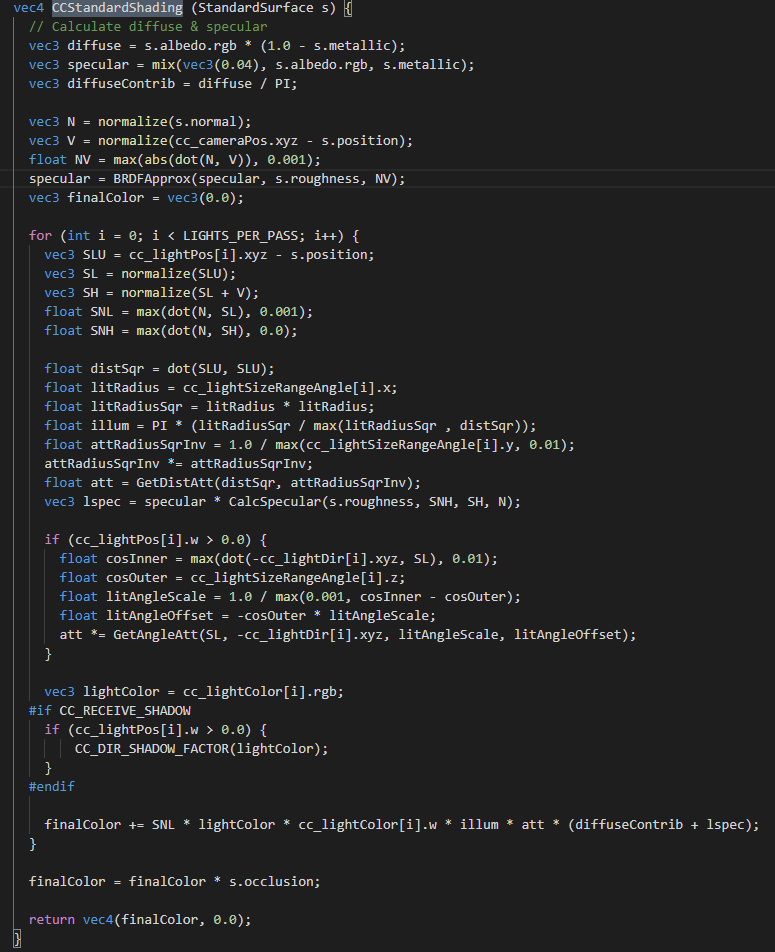 vec4 CCStandardShading (StandardSurface s) {
// Calculate diffuse & specular
vec3 diffuse = s.albedo.rgb * (1.0 - s.metallic);
vec3 specular = mix(vec3(0.04), s.albedo.rgb, s.metallic);
vec3 diffuseContrib = diffuse / PI;
vec3 N = normalize(s.normal);
vec3 V = normalize(cc_cameraPos.xyz - s.position);
float NV = max(abs(dot(N, V)), 0.001);
specular = BRDFApprox(specular, s.roughness, NV);
vec3 finalColor = vec3(0.0);
for (int i = 0; i < LIGHTS_PER_PASS; i++) {
vec3 SLU = cc_lightPos[i].xyz - s.position;
vec3 SL = normalize(SLU);
vec3 SH = normalize(SL + V);
float SNL = max(dot(N, SL), 0.001);
float SNH = max(dot(N, SH), 0.0);
float distSqr = dot(SLU, SLU);
float litRadius = cc_lightSizeRangeAngle[i].x;
float litRadiusSqr = litRadius * litRadius;
float illum = PI * (litRadiusSqr / max(litRadiusSqr , distSqr));
float attRadiusSqrInv = 1.0 / max(cc_lightSizeRangeAngle[i].y, 0.01);
attRadiusSqrInv *= attRadiusSqrInv;
float att = GetDistAtt(distSqr, attRadiusSqrInv);
vec3 lspec = specular * CalcSpecular(s.roughness, SNH, SH, N);
if (cc_lightPos[i].w > 0.0) {
float cosInner = max(dot(-cc_lightDir[i].xyz, SL), 0.01);
float cosOuter = cc_lightSizeRangeAngle[i].z;
float litAngleScale = 1.0 / max(0.001, cosInner - cosOuter);
float litAngleOffset = -cosOuter * litAngleScale;
att *= GetAngleAtt(SL, -cc_lightDir[i].xyz, litAngleScale, litAngleOffset);
}
vec3 lightColor = cc_lightColor[i].rgb;
#if CC_RECEIVE_SHADOW
if (cc_lightPos[i].w > 0.0) {
CC_DIR_SHADOW_FACTOR(lightColor);
}
#endif
finalColor += SNL * lightColor * cc_lightColor[i].w * illum * att * (diffuseContrib + lspec);
}
finalColor = finalColor * s.occlusion;
return vec4(finalColor, 0.0);
}